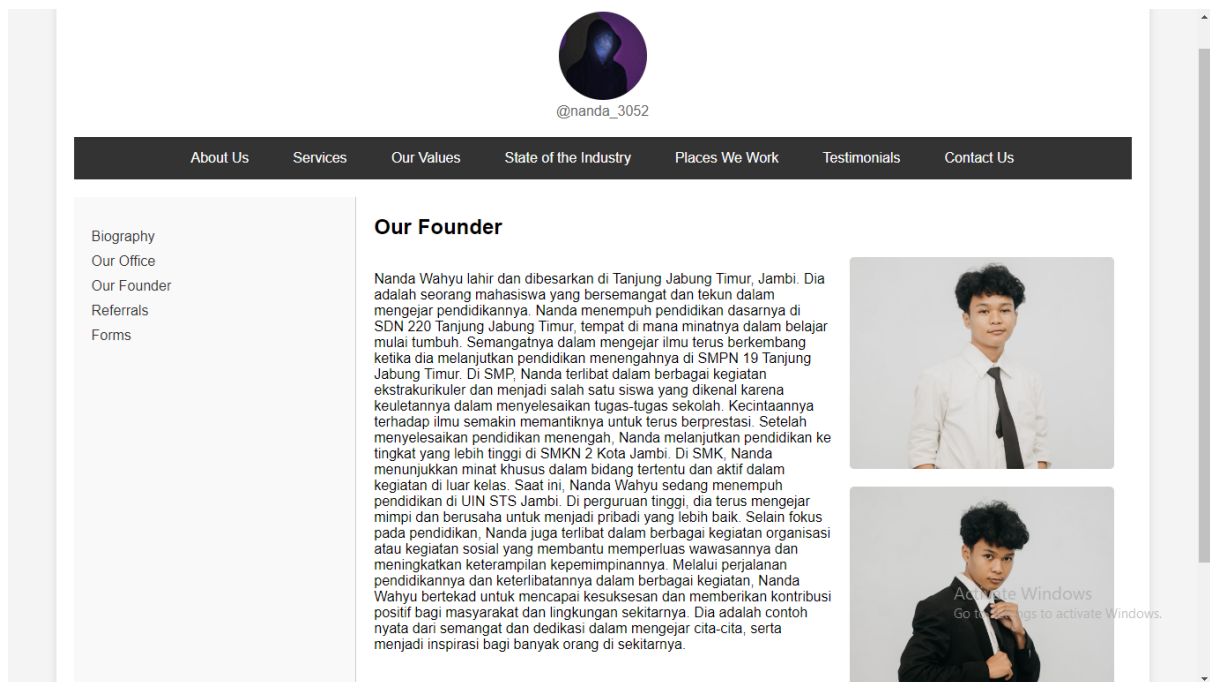 @nanda_3052
About Us Services Our Values State of the Industry Places We Work Testimonials Contact Us
Biography
Our Office
Our Founder
Referrals
Forms
Our Founder
Nanda Wahyu lahir dan dibesarkan di Tanjung Jabung Timur, Jambi. Dia
adalah seorang mahasiswa yang bersemangat dan tekun dalam
mengejar pendidikannya. Nanda menempuh pendidikan dasarnya di
SDN 220 Tanjung Jabung Timur, tempat di mana minatnya dalam belajar
mulai tumbuh. Semangatnya dalam mengejar ilmu terus berkembang
ketika dia melanjutkan pendidikan menengahnya di SMPN 19 Tanjung
Jabung Timur. Di SMP, Nanda terlibat dalam berbagai kegiatan
ekstrakurikuler dan menjadi salah satu siswa yang dikenal karena
keuletannya dalam menyelesaikan tugas-tugas sekolah. Kecintaannya
terhadap ilmu semakin memantiknya untuk terus berprestasi. Setelah
menyelesaikan pendidikan menengah, Nanda melanjutkan pendidikan ke
tingkat yang lebih tinggi di SMKN 2 Kota Jambi. Di SMK, Nanda
menunjukkan minat khusus dalam bidang tertentu dan aktif dalam
kegiatan di luar kelas. Saat ini, Nanda Wahyu sedang menempuh
pendidikan di UIN STS Jambi. Di perguruan tinggi, dia terus mengejar
mimpi dan berusaha untuk menjadi pribadi yang lebih baik. Selain fokus
pada pendidikan, Nanda juga terlibat dalam berbagai kegiatan organisasi
atau kegiatan sosial yang membantu memperluas wawasannya dan
meningkatkan keterampilan kepemimpinannya. Melalui perjalanan
pendidikannya dan keterlibatannya dalam berbagai kegiatan, Nanda
Wahyu bertekad untuk mencapai kesuksesan dan memberikan kontribusi
positif bagi masyarakat dan lingkungan sekitarnya. Dia adalah contoh
nyata dari semangat dan dedikasi dalam mengejar cita-cita, serta
menjadi inspirasi bagi banyak orang di sekitarnya.
Activate Windows
Go to Settings to activate Windows.